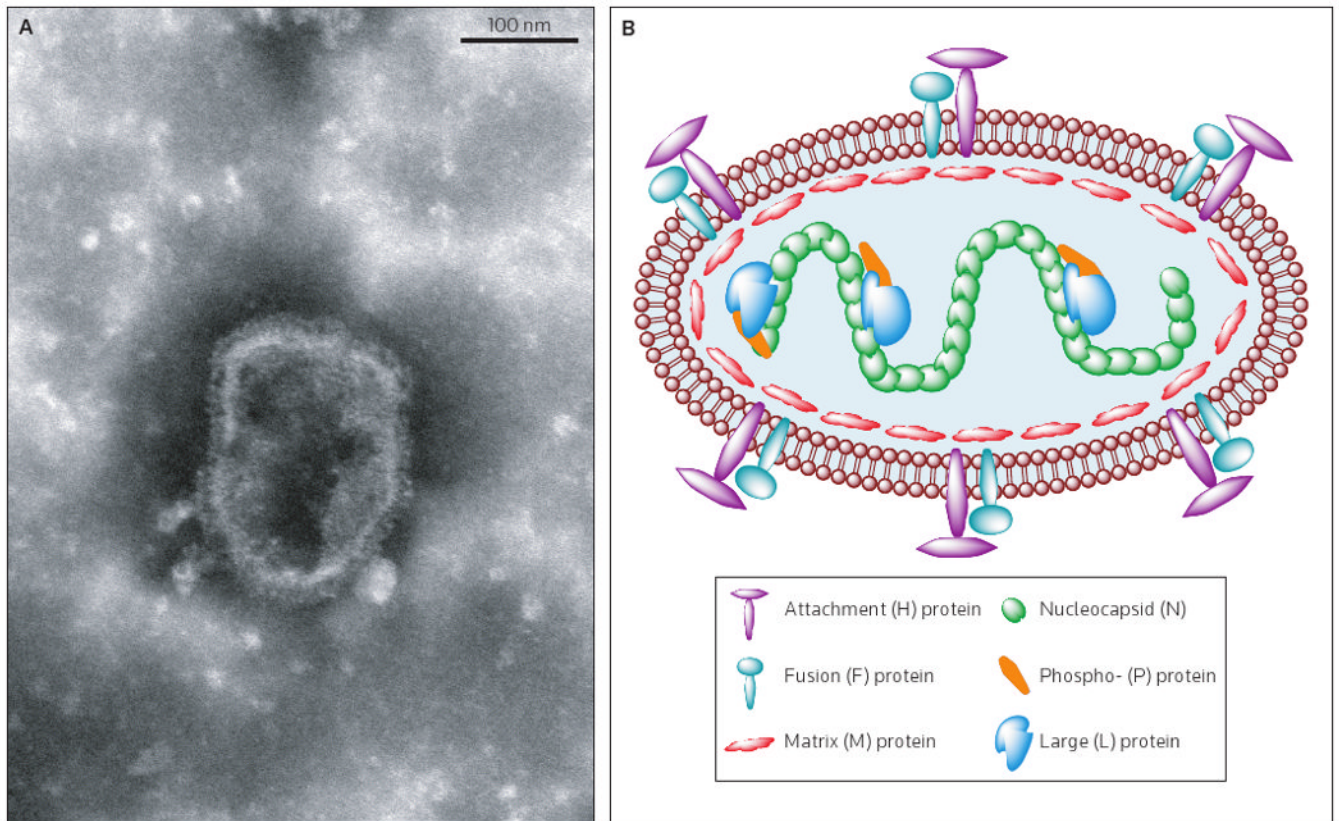 A
100 nm
B
Attachment (H) protein
Nucleocapsid (N)
Fusion (F) protein
Phospho- (P) protein
Matrix (M) protein
Large (L) protein